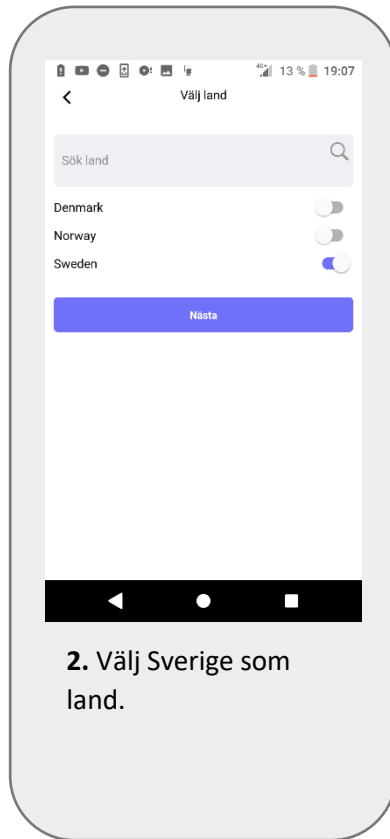 13 % 19:07
Välj land
Sök land
Denmark
Norway
Sweden
Nästa
2. Välj Sverige som
land.